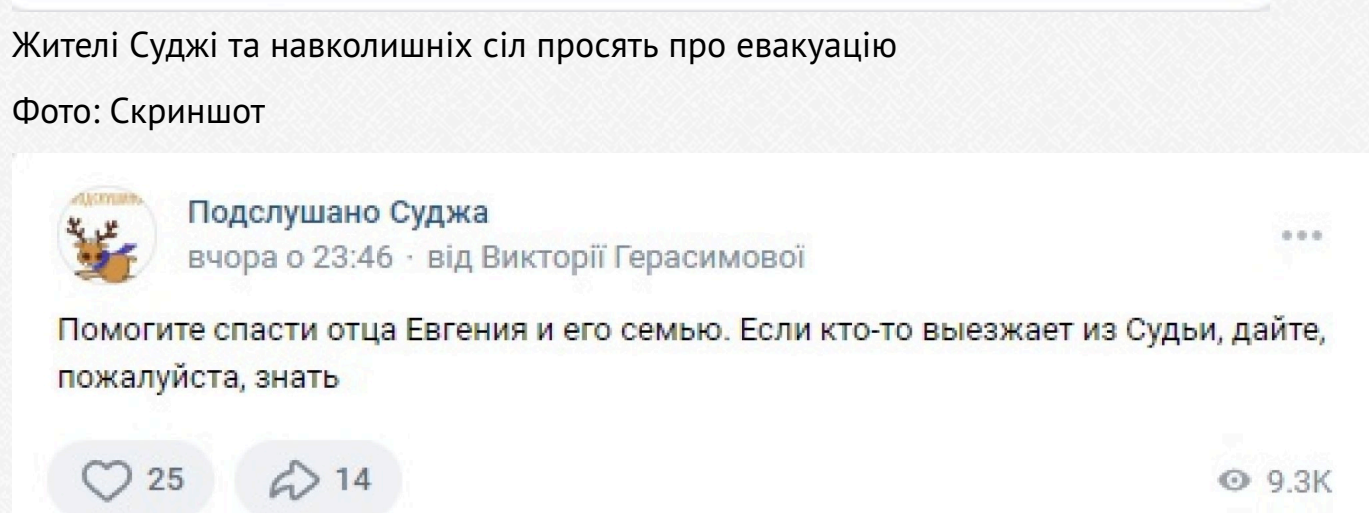 Жителі Суджі та навколишніх сіл просять про евакуацію
Фото: Скриншот
Подслушано Суджа
вчора о 23:46 · від Викторії Герасимової
Помогите спасти отца Евгения и его семью. Если кто-то выезжает из Судьи, дайте,
пожалуйста, знать
25 14 9.3K